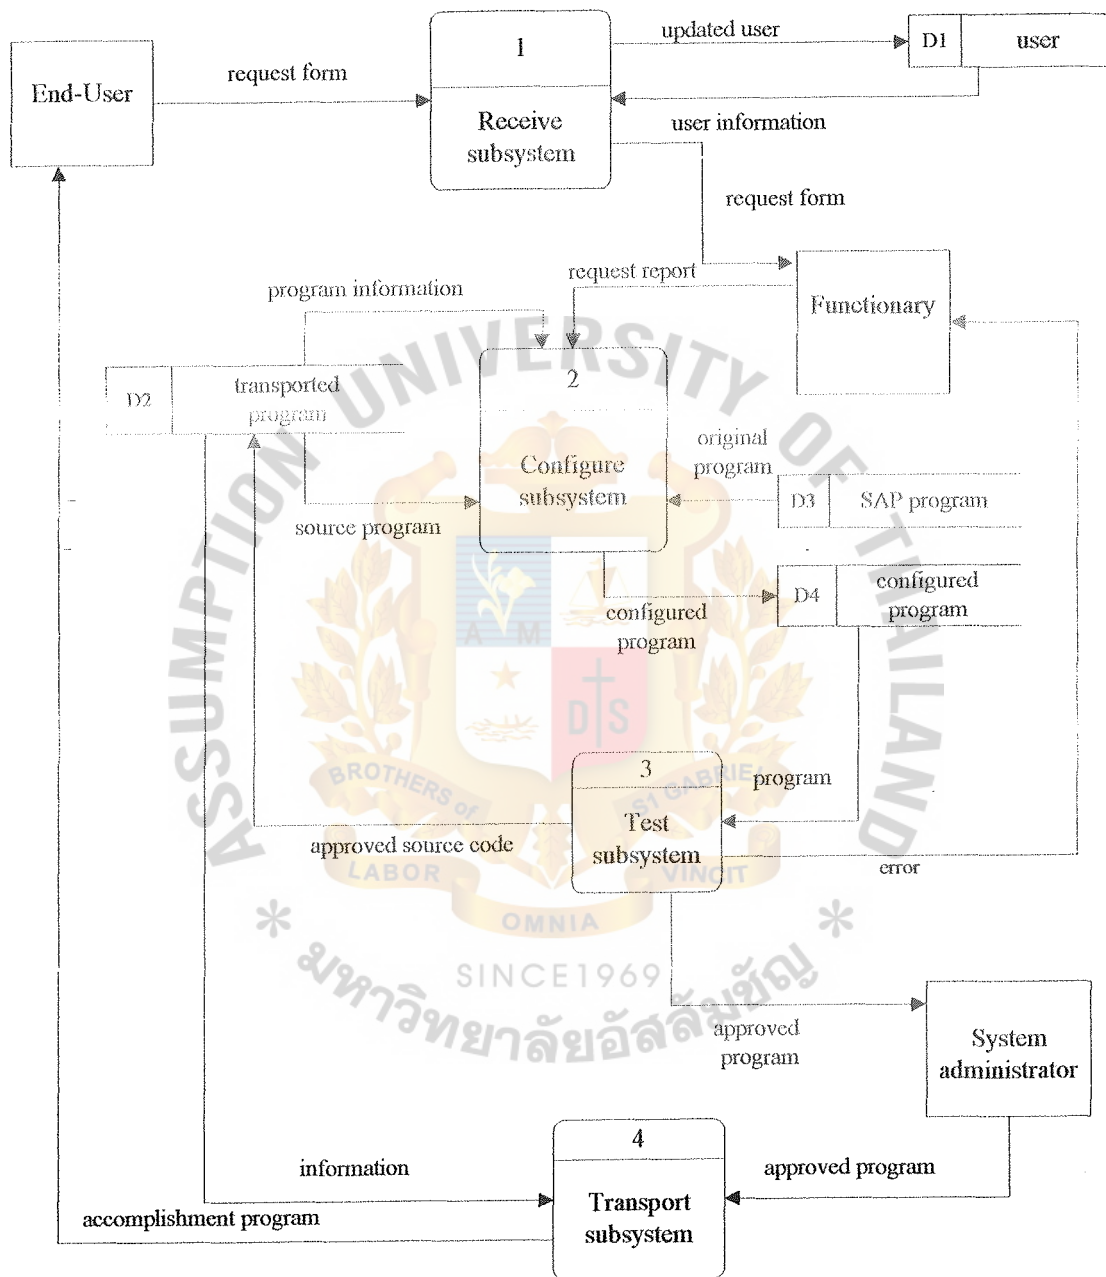 1
updated user
D1
user
End-User
request form
Receive
subsystem
user information
request form
request report
program information
Functionary
2
D2
transported
program
original
program
Configure
subsystem
D3
SAP program
source program
configured
program
D4
configured
program
3
program
Test
subsystem
approved source code
error
approved
program
System
administrator
4
information
approved program
Transport
subsystem
accomplishment program
ASSUMPTION UNIVERSITY OF THAILAND
A M
D S
BROTHERS of
S1 GABRIEL
LABOR
VINCIT
OMNIA
SINCE1969
* มหาวิทยาลัยอัสสัมชัญ *